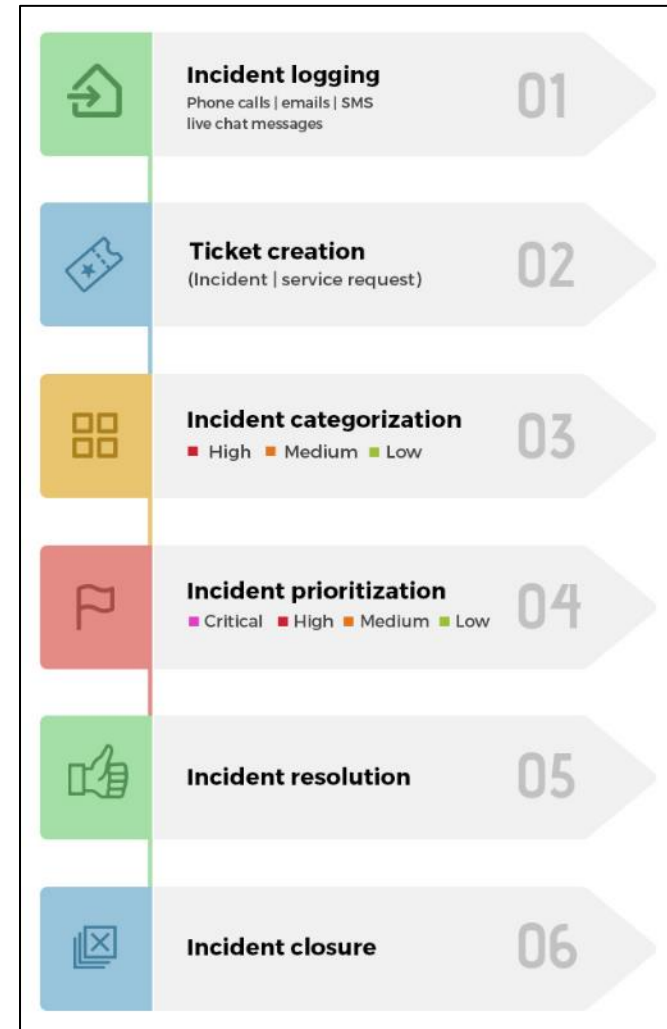 Incident logging
Phone calls | emails | SMS
live chat messages
01
Ticket creation
(Incident | service request)
02
Incident categorization
High Medium Low
03
Incident prioritization
Critical High Medium Low
04
Incident resolution
05
Incident closure
06